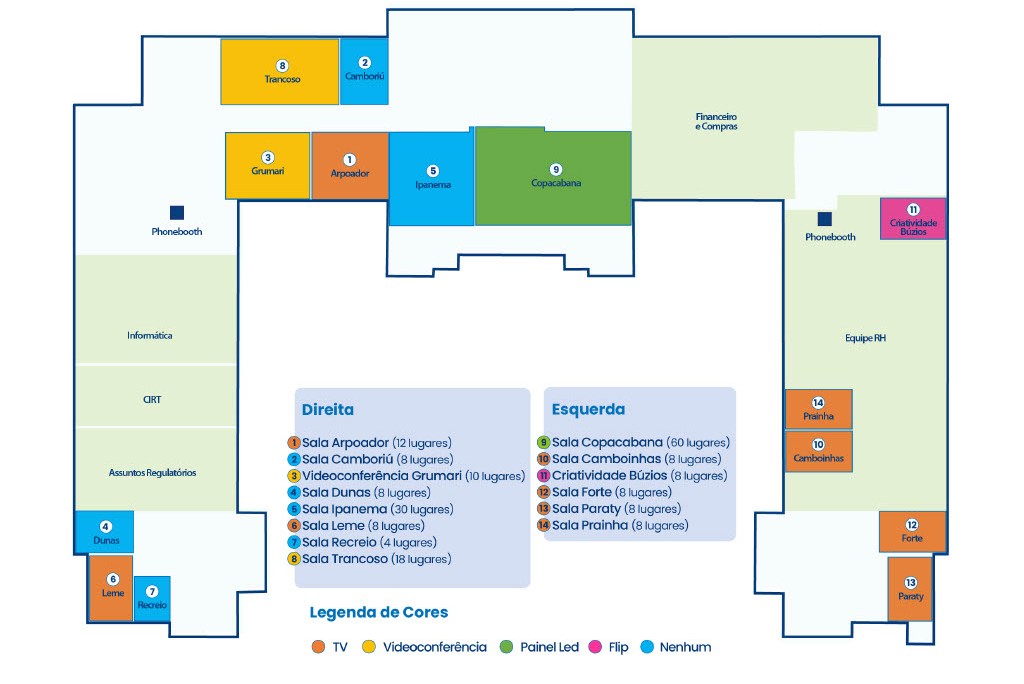 8
Trancoso
2
Camboriú
Financeiro
e Compras
3
Grumari
1
Arpoador
5
Ipanema
9
Copacabana
Phonebooth
Phonebooth
11
Criatividade
Búzios
Informática
Equipe RH
CIRT
14
Prainha
10
Camboinhas
Assuntos Regulatórios
4
Dunas
12
Forte
6
Leme
7
Recreio
13
Paraty
Direita
1 Sala Arpoador (12 lugares)
2 Sala Camboriú (8 lugares)
3 Videoconferência Grumari (10 lugares)
4 Sala Dunas (8 lugares)
5 Sala Ipanema (30 lugares)
6 Sala Leme (8 lugares)
7 Sala Recreio (4 lugares)
8 Sala Trancoso (18 lugares)
Esquerda
9 Sala Copacabana (60 lugares)
10 Sala Camboinhas (8 lugares)
11 Criatividade Búzios (8 lugares)
12 Sala Forte (8 lugares)
13 Sala Paraty (8 lugares)
14 Sala Prainha (8 lugares)
Legenda de Cores
TV Videoconferência Painel Led Flip Nenhum